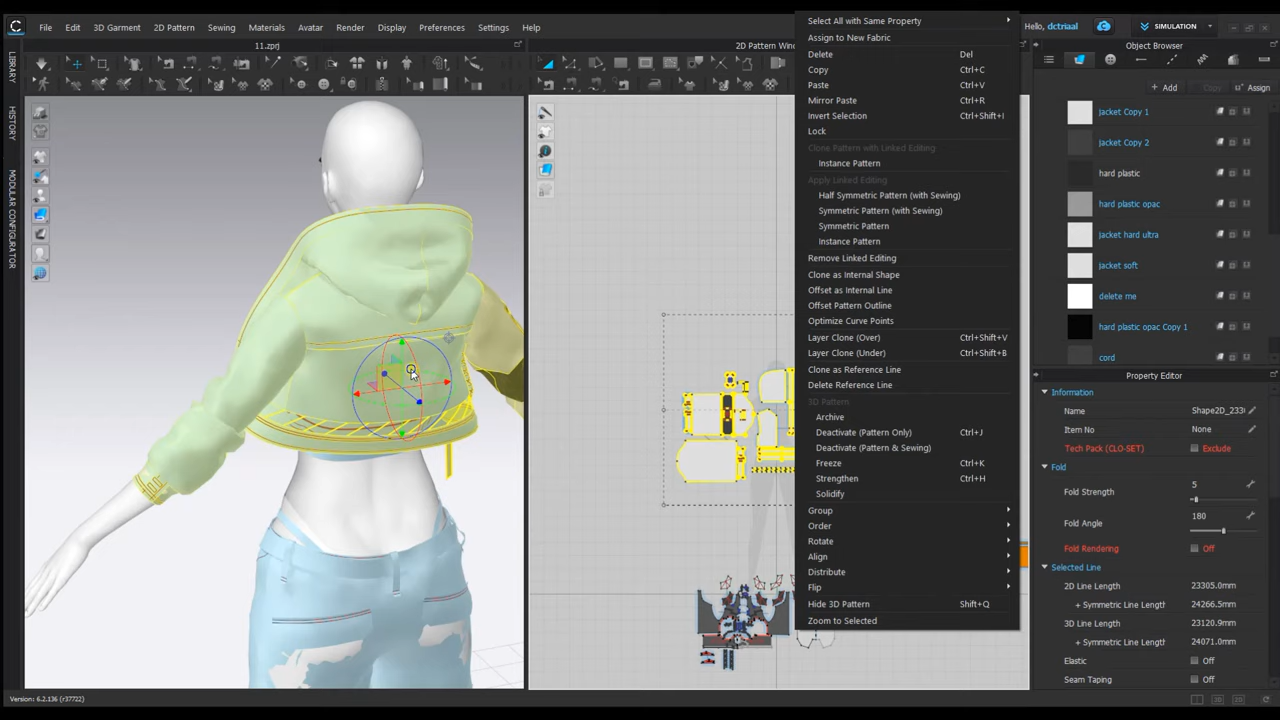 File Edit 3D Garment 2D Pattern Sewing Materials Avatar Render Display Preferences Settings Help
dctriaal
SIMULATION
11.zprj
2D Pattern Wind
Object Browser
LIBRARY
HISTORY
MODULAR CONFIGURATOR
Select All with Same Property
Assign to New Fabric
Delete Del
Copy Ctrl+C
Paste Ctrl+V
Mirror Paste Ctrl+R
Invert Selection Ctrl+Shift+I
Lock
Clone Pattern with Linked Editing
Instance Pattern
Apply Linked Editing
Half Symmetric Pattern (with Sewing)
Symmetric Pattern (with Sewing)
Symmetric Pattern
Instance Pattern
Remove Linked Editing
Clone as Internal Shape
Offset as Internal Line
Offset Pattern Outline
Optimize Curve Points
Layer Clone (Over) Ctrl+Shift+V
Layer Clone (Under) Ctrl+Shift+B
Clone as Reference Line
Delete Reference Line
3D Pattern
Archive
Deactivate (Pattern Only) Ctrl+J
Deactivate (Pattern & Sewing)
Freeze Ctrl+K
Strengthen Ctrl+H
Solidify
Group
Order
Rotate
Align
Distribute
Flip
Hide 3D Pattern Shift+Q
Zoom to Selected
Add Copy Assign
Jacket Copy 1
Jacket Copy 2
hard plastic
hard plastic opac
jacket hard ultra
jacket soft
delete me
hard plastic opac Copy 1
cord
Property Editor
Information
Name Shape2D_233
Item No None
Tech Pack (CLO-SET) Exclude
Fold
Fold Strength 5
Fold Angle 180
Fold Rendering Off
Selected Line
2D Line Length 23305.0mm
+ Symmetric Line Length 24266.5mm
3D Line Length 23120.9mm
+ Symmetric Line Length 24071.0mm
Elastic Off
Seam Taping Off
Version: 6.2.136 (r37722)